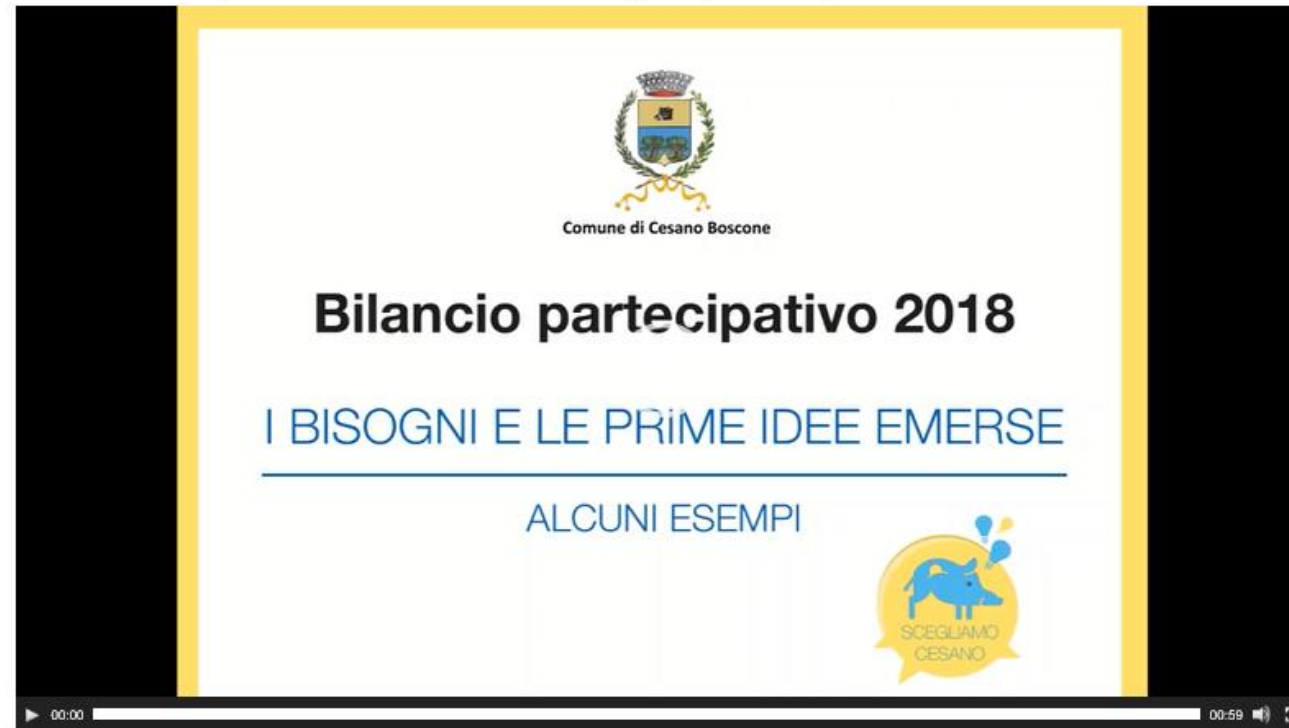 Comune di Cesano Boscone
Bilancio partecipativo 2018
I BISOGNI E LE PRIME IDEE EMERSE
ALCUNI ESEMPI
SCEGLIAMO
CESANO
00:00
00:59